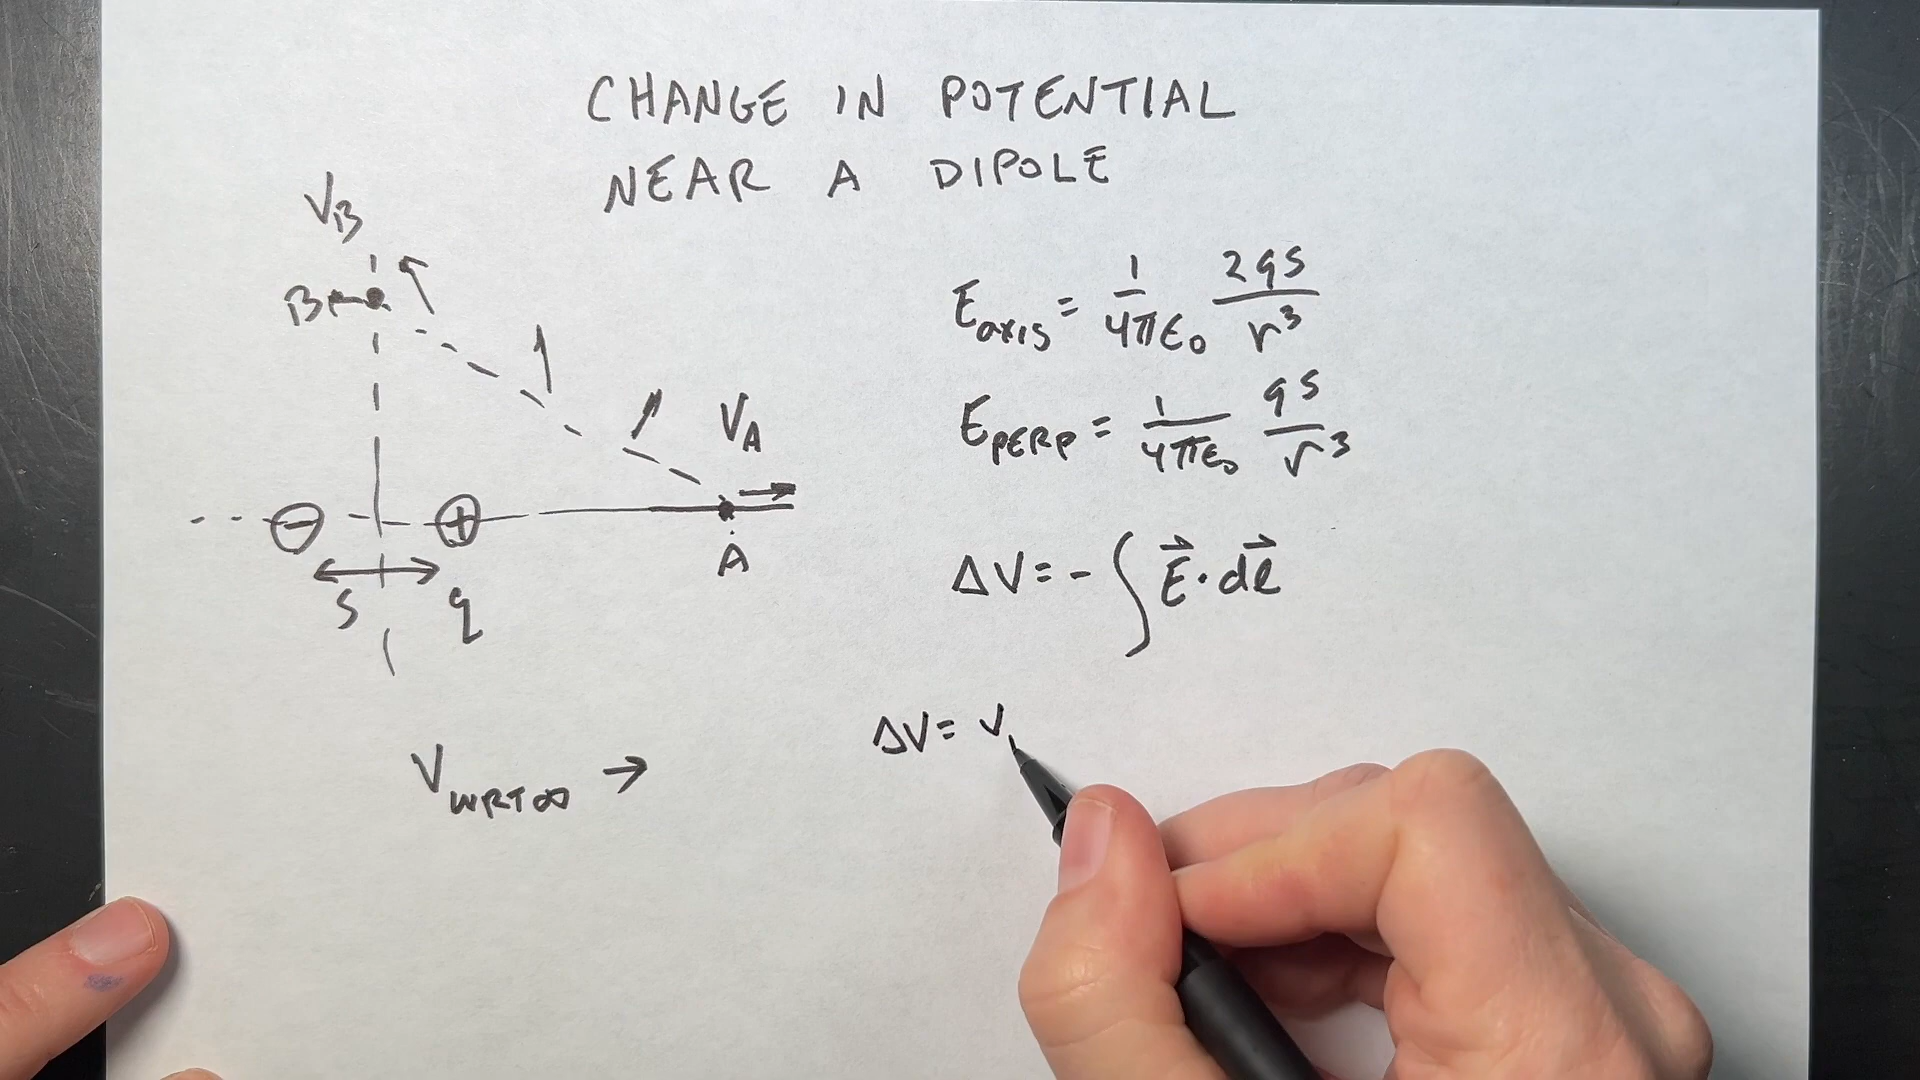 CHANGE IN POTENTIAL
NEAR A DIPOLE
V_B
B
V_A
A
− +
s q
E_axis = 1/4πε₀ 2qs/r³
E_PERP = 1/4πε₀ qs/r³
ΔV = - ∫ E⃗ · dl⃗
V_WRT∞ →
ΔV = V